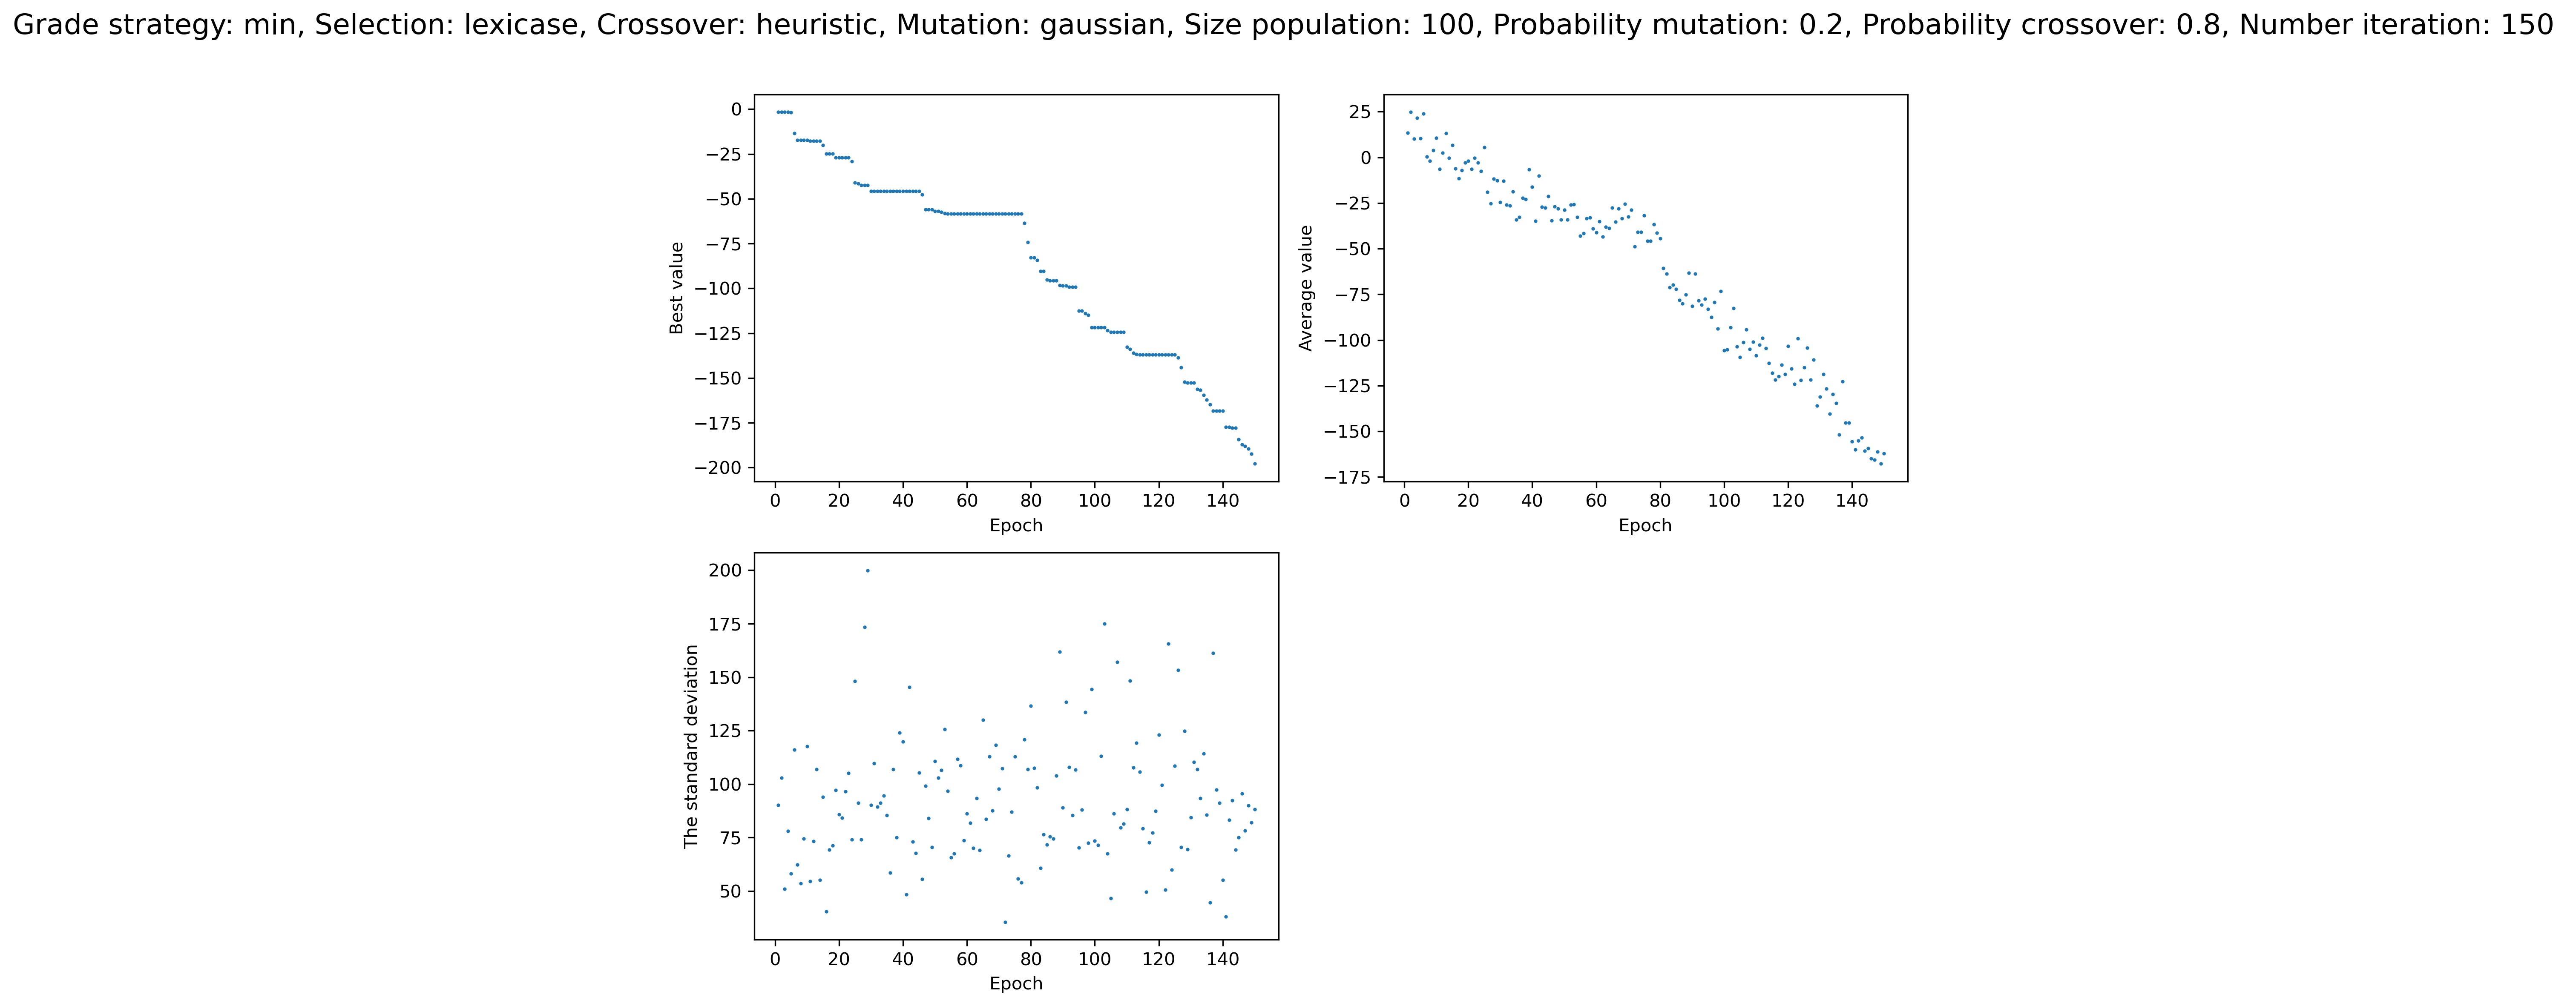 Grade strategy: min, Selection: lexicase, Crossover: heuristic, Mutation: gaussian, Size population: 100, Probability mutation: 0.2, Probability crossover: 0.8, Number iteration: 150
Best value
0
−25
−50
−75
−100
−125
−150
−175
−200
0 20 40 60 80 100 120 140
Epoch
Average value
25
0
−25
−50
−75
−100
−125
−150
−175
0 20 40 60 80 100 120 140
Epoch
The standard deviation
200
175
150
125
100
75
50
0 20 40 60 80 100 120 140
Epoch